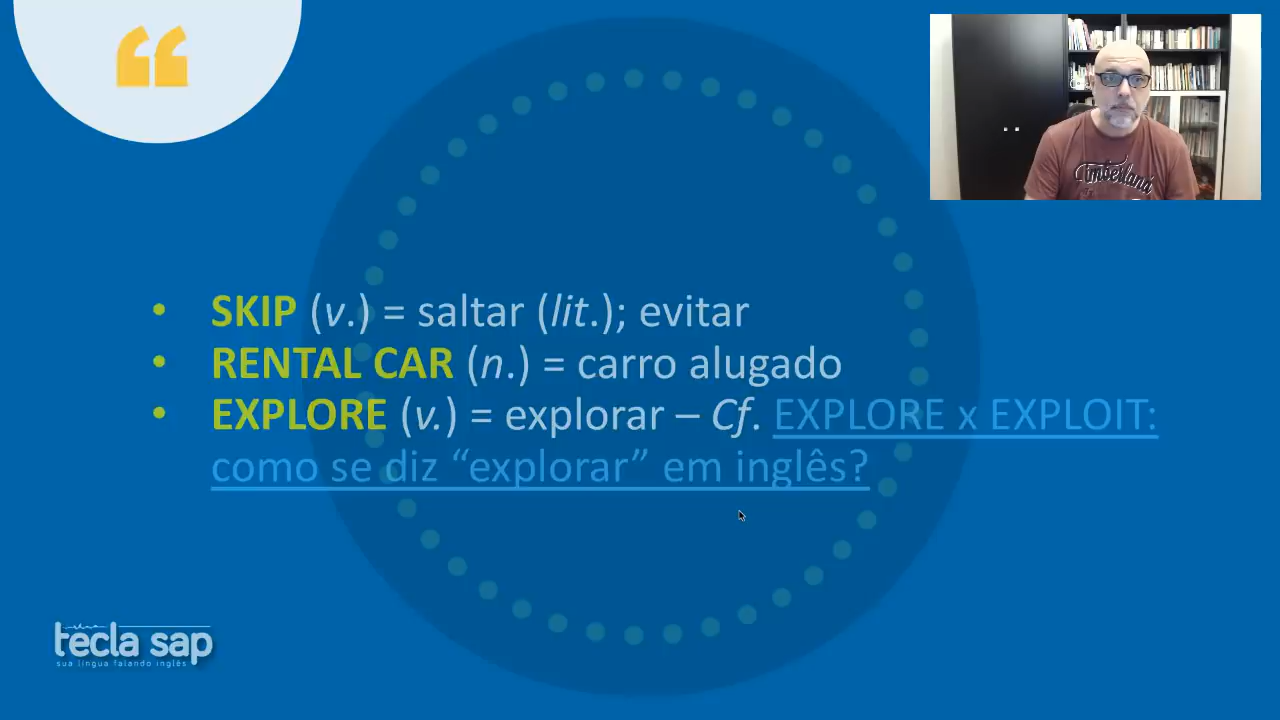 “
• SKIP (v.) = saltar (lit.); evitar
• RENTAL CAR (n.) = carro alugado
• EXPLORE (v.) = explorar – Cf. EXPLORE x EXPLOIT:
como se diz “explorar” em inglês?
Timberland
tecla sap
sua língua falando inglês